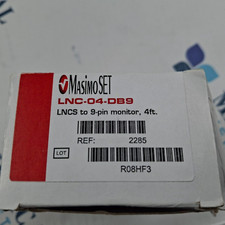 MASIMOSET
LNC-04-DB9
LNCS to 9-pin monitor, 4ft.
REF: 2285
LOT
R08HF3